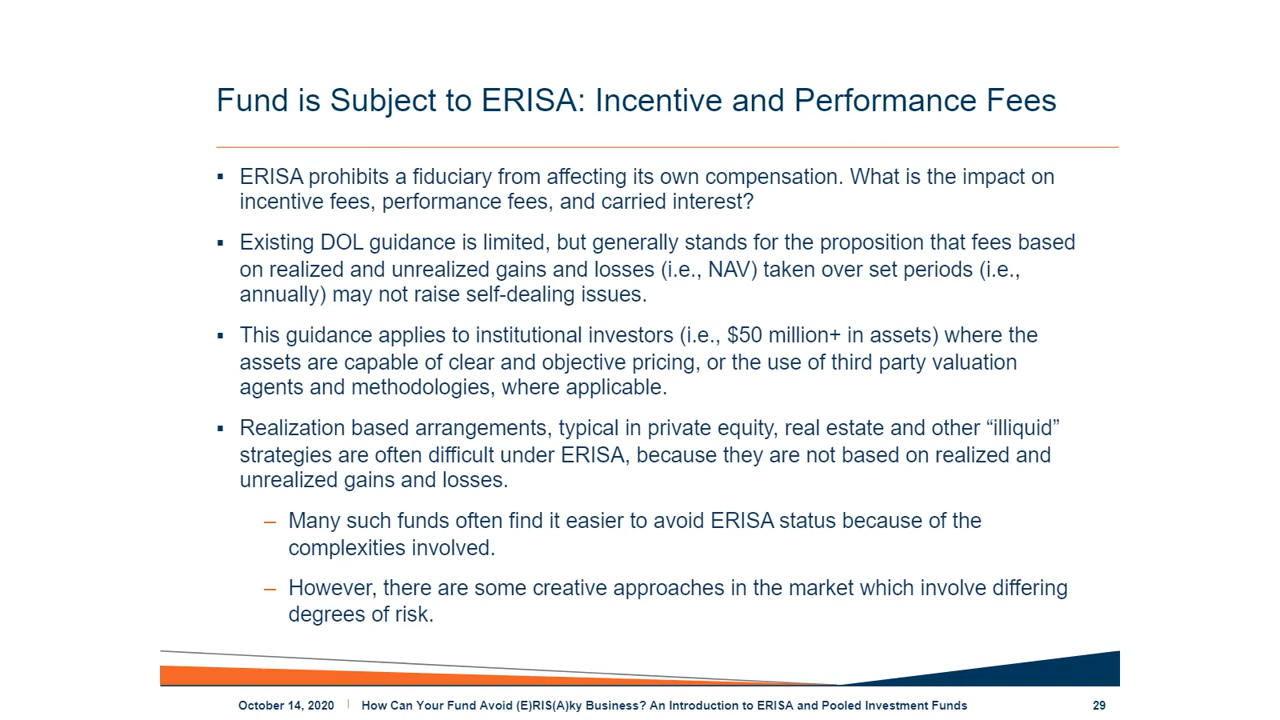 Fund is Subject to ERISA: Incentive and Performance Fees
▪ ERISA prohibits a fiduciary from affecting its own compensation. What is the impact on
incentive fees, performance fees, and carried interest?
▪ Existing DOL guidance is limited, but generally stands for the proposition that fees based
on realized and unrealized gains and losses (i.e., NAV) taken over set periods (i.e.,
annually) may not raise self-dealing issues.
▪ This guidance applies to institutional investors (i.e., $50 million+ in assets) where the
assets are capable of clear and objective pricing, or the use of third party valuation
agents and methodologies, where applicable.
▪ Realization based arrangements, typical in private equity, real estate and other “illiquid”
strategies are often difficult under ERISA, because they are not based on realized and
unrealized gains and losses.
– Many such funds often find it easier to avoid ERISA status because of the
complexities involved.
– However, there are some creative approaches in the market which involve differing
degrees of risk.
October 14, 2020 | How Can Your Fund Avoid (E)RIS(A)ky Business? An Introduction to ERISA and Pooled Investment Funds 29